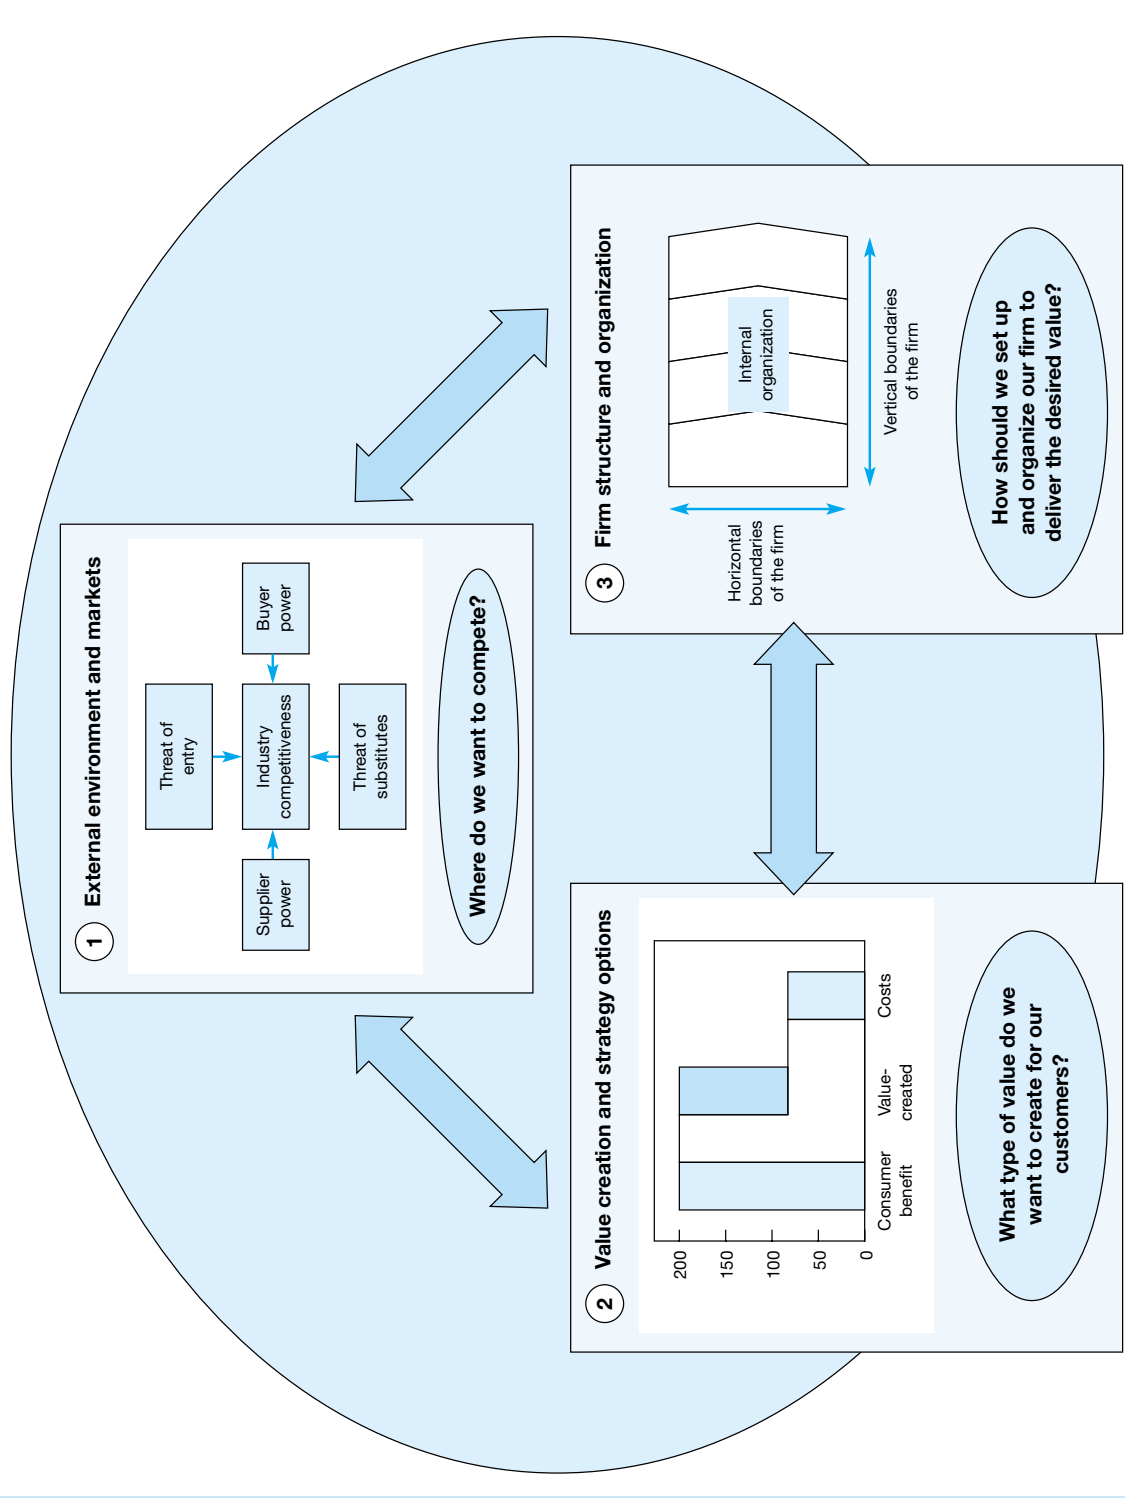 1
External environment and markets
Threat of
entry
Supplier
power
Industry
competitiveness
Buyer
power
Threat of
substitutes
Where do we want to compete?
2
Value creation and strategy options
200
150
100
50
0
Consumer
benefit
Value-
created
Costs
What type of value do we
want to create for our
customers?
3
Firm structure and organization
Horizontal
boundaries
of the firm
Internal
organization
Vertical boundaries
of the firm
How should we set up
and organize our firm to
deliver the desired value?